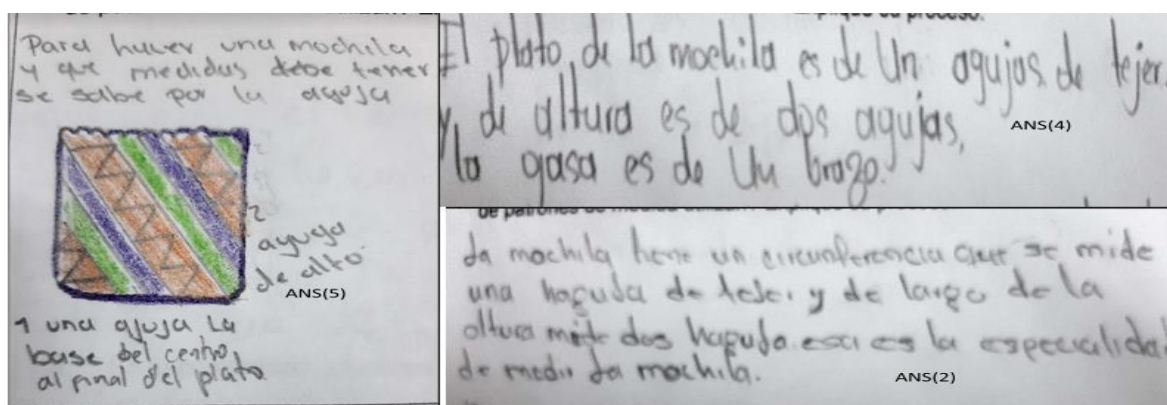 Para hacer una mochila
y que medidas debe tener
se sabe por la aguja
2
aguja
de alto.
ANS(5)
1 una aguja La
base del centro
al final del plato.
El plato, de la mochila es de Un agujas de tejer.
y, de altura es de dos agujas,
ANS(4)
la gasa es de Un brazo.
da mochila tiene un circunferencia que se mide
una haguja de tejer y de largo de la
altura mide dos haguja. esa es la especialidad
de medir da mochila.
ANS(2)